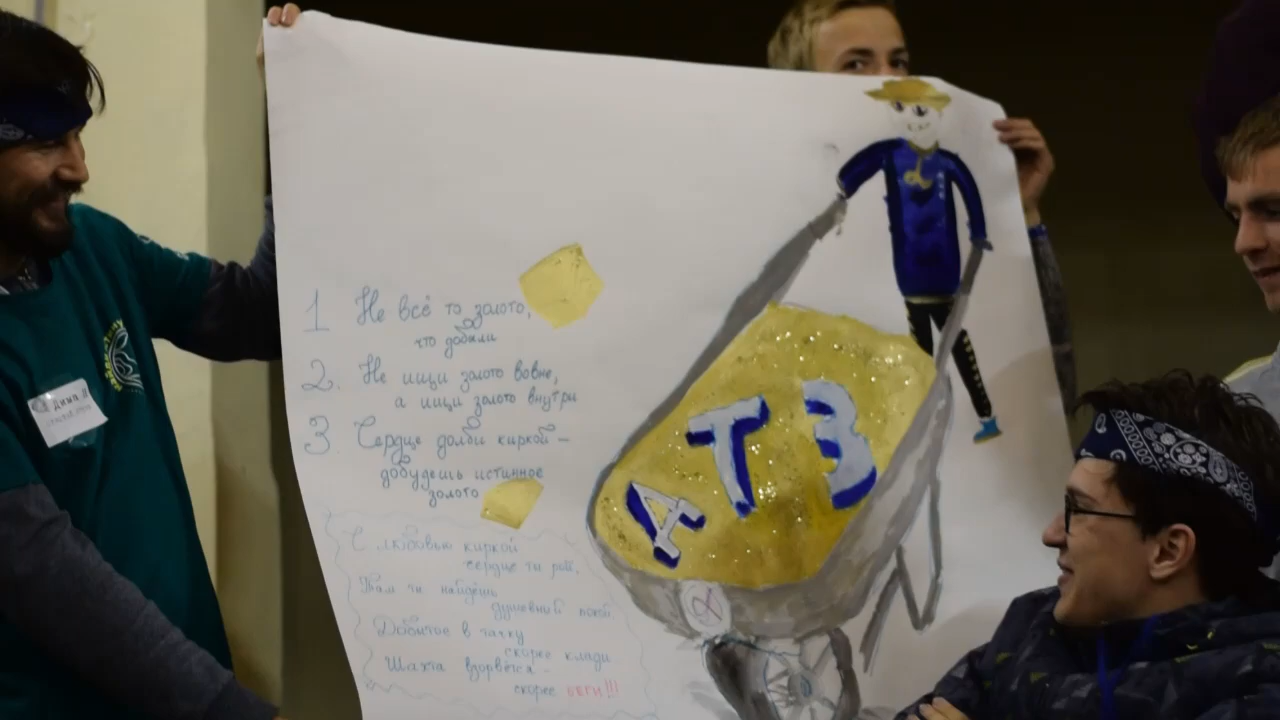 1 Не всё то золото,
что добыли
2. Не ищи золото вовне,
а ищи золото внутри
3 Сердце долби киркой –
добудешь истинное
золото
С любовью киркой
сердце ты рой,
Там ты найдёшь
душевный покой.
Добытое в тачку
скорее клади
Шахта взорвётся –
скорее беги!!!
ДТЗ
Дима